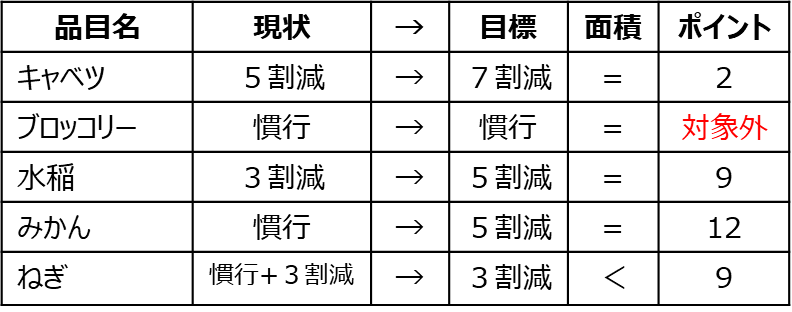 品目名 現状 → 目標 面積 ポイント
キャベツ ５割減 → ７割減 = 2
ブロッコリー 慣行 → 慣行 = 対象外
水稲 ３割減 → ５割減 = 9
みかん 慣行 → ５割減 = 12
ねぎ 慣行+３割減 → ３割減 ＜ 9